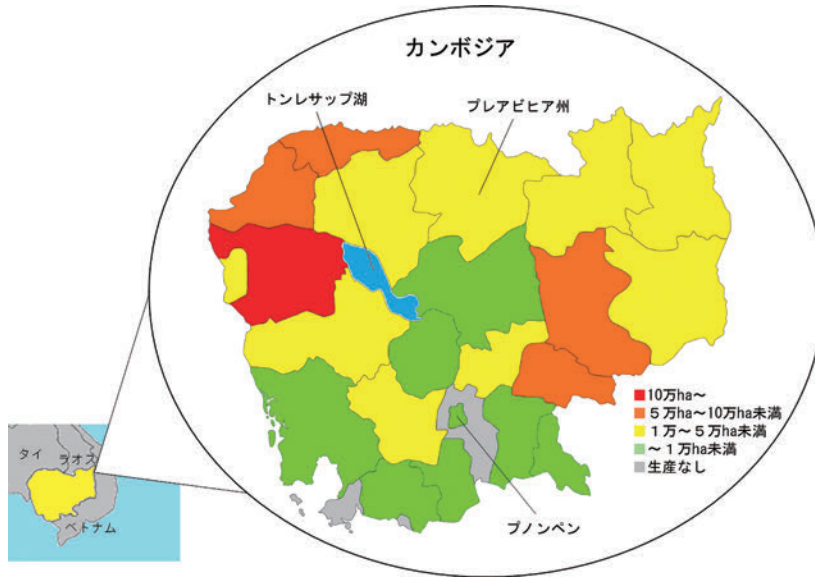 カンボジア
トンレサップ湖
プレアビヒア州
10万ha~
5万ha~10万ha未満
1万~5万ha未満
~1万ha未満
生産なし
タイ
ラオス
ベトナム
プノンペン